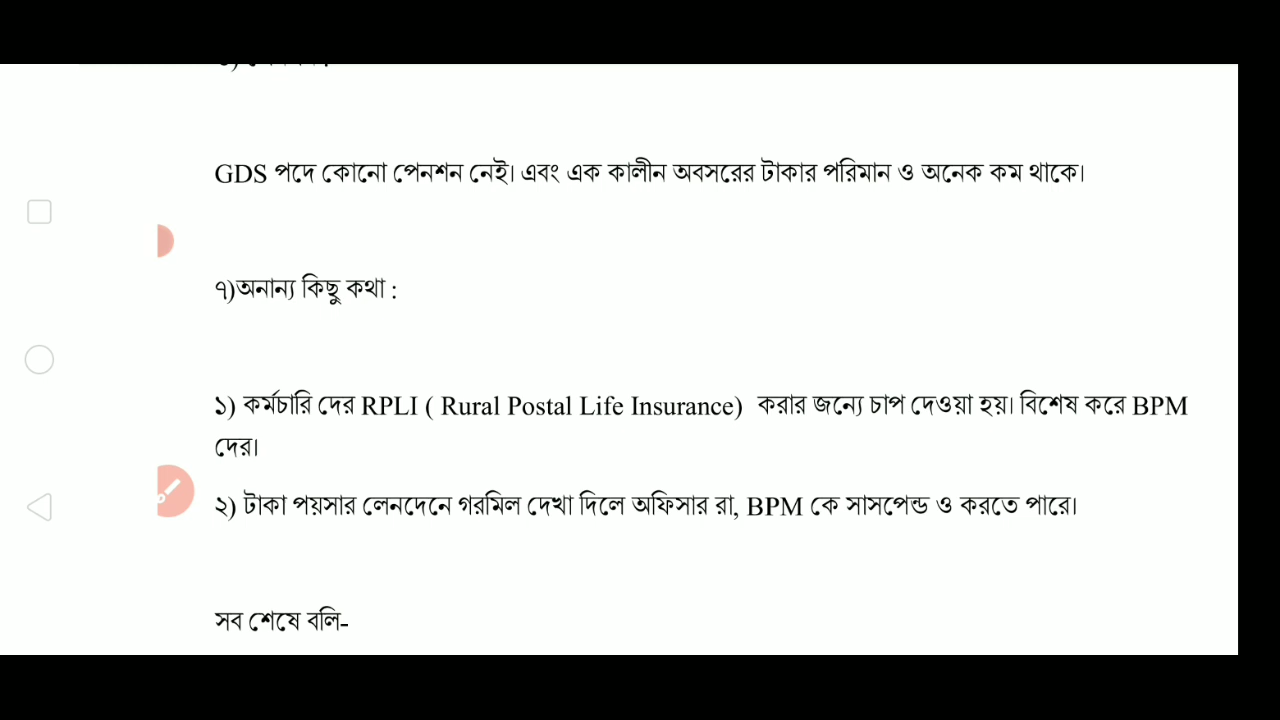 GDS পদে কোনো পেনশন নেই। এবং এক কালীন অবসরের টাকার পরিমান ও অনেক কম থাকে।
৭)অনান্য কিছু কথা :
১) কর্মচারি দের RPLI ( Rural Postal Life Insurance) করার জন্যে চাপ দেওয়া হয়। বিশেষ করে BPM
দের।
২) টাকা পয়সার লেনদেনে গরমিল দেখা দিলে অফিসার রা, BPM কে সাসপেন্ড ও করতে পারে।
সব শেষে বলি-